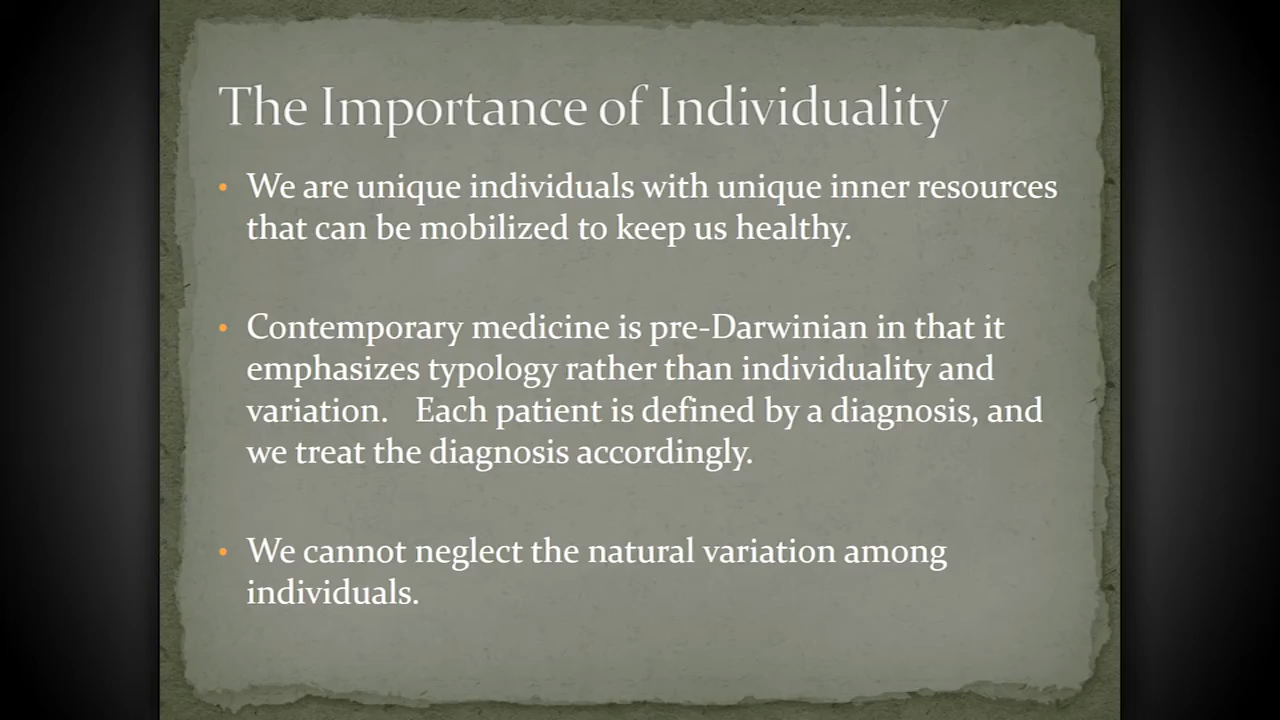 The Importance of Individuality
• We are unique individuals with unique inner resources
that can be mobilized to keep us healthy.
• Contemporary medicine is pre-Darwinian in that it
emphasizes typology rather than individuality and
variation.   Each patient is defined by a diagnosis, and
we treat the diagnosis accordingly.
• We cannot neglect the natural variation among
individuals.